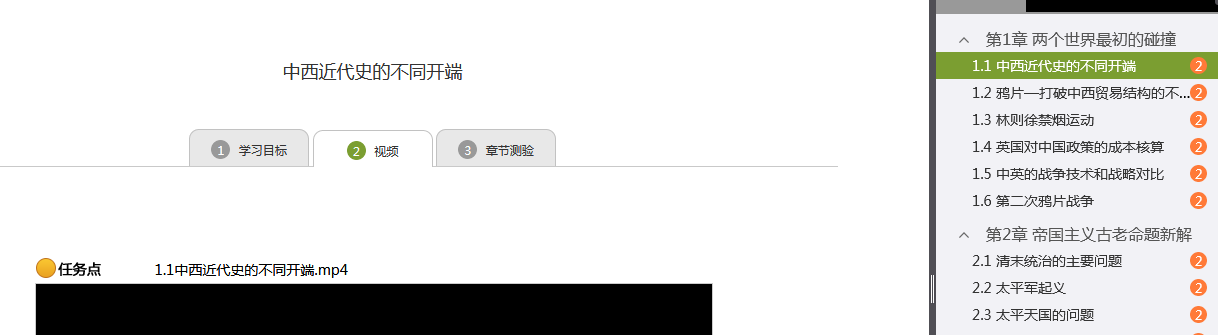 中西近代史的不同开端
1 学习目标
2 视频
3 章节测验
任务点
1.1中西近代史的不同开端.mp4
第1章 两个世界最初的碰撞
1.1 中西近代史的不同开端 2
1.2 鸦片—打破中西贸易结构的不... 2
1.3 林则徐禁烟运动 2
1.4 英国对中国政策的成本核算 2
1.5 中英的战争技术和战略对比 2
1.6 第二次鸦片战争 2
第2章 帝国主义古老命题新解
2.1 清末统治的主要问题 2
2.2 太平军起义 2
2.3 太平天国的问题 2